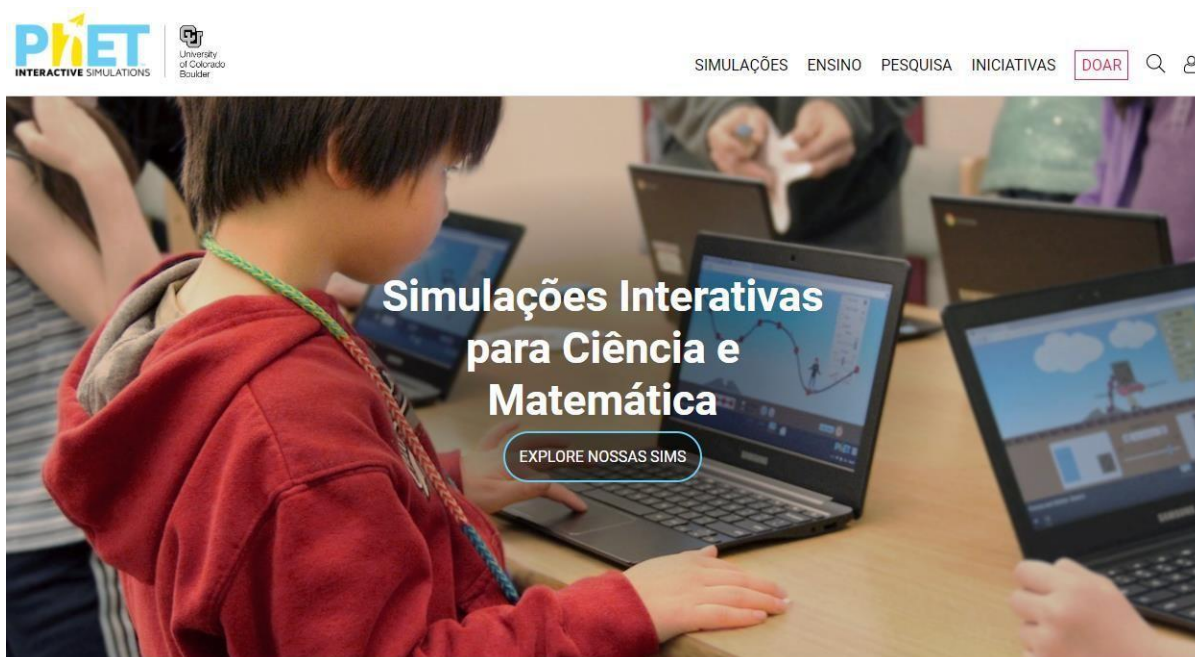 PhET
INTERACTIVE SIMULATIONS
University
of Colorado
Boulder
SIMULAÇÕES ENSINO PESQUISA INICIATIVAS DOAR
Simulações Interativas
para Ciência e
Matemática
EXPLORE NOSSAS SIMS
SAMSUNG